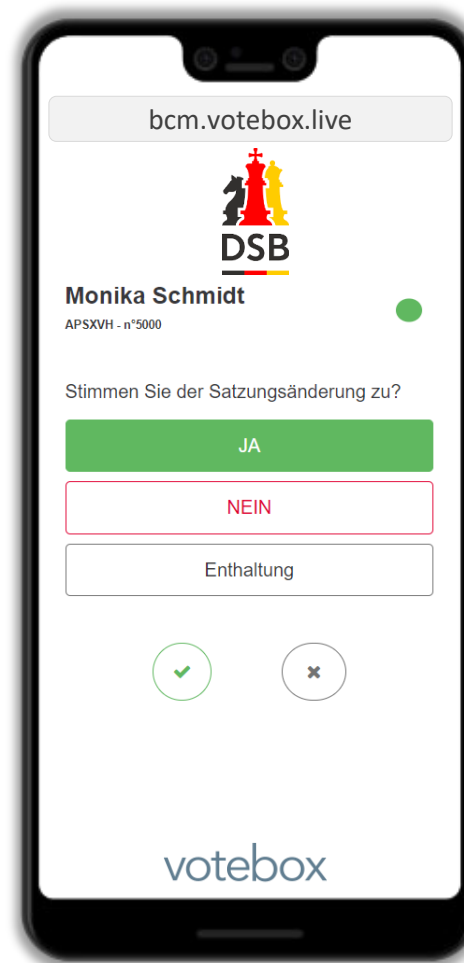 bcm.votebox.live
DSB
Monika Schmidt
APSXVH - n°5000
Stimmen Sie der Satzungsänderung zu?
JA
NEIN
Enthaltung
votebox